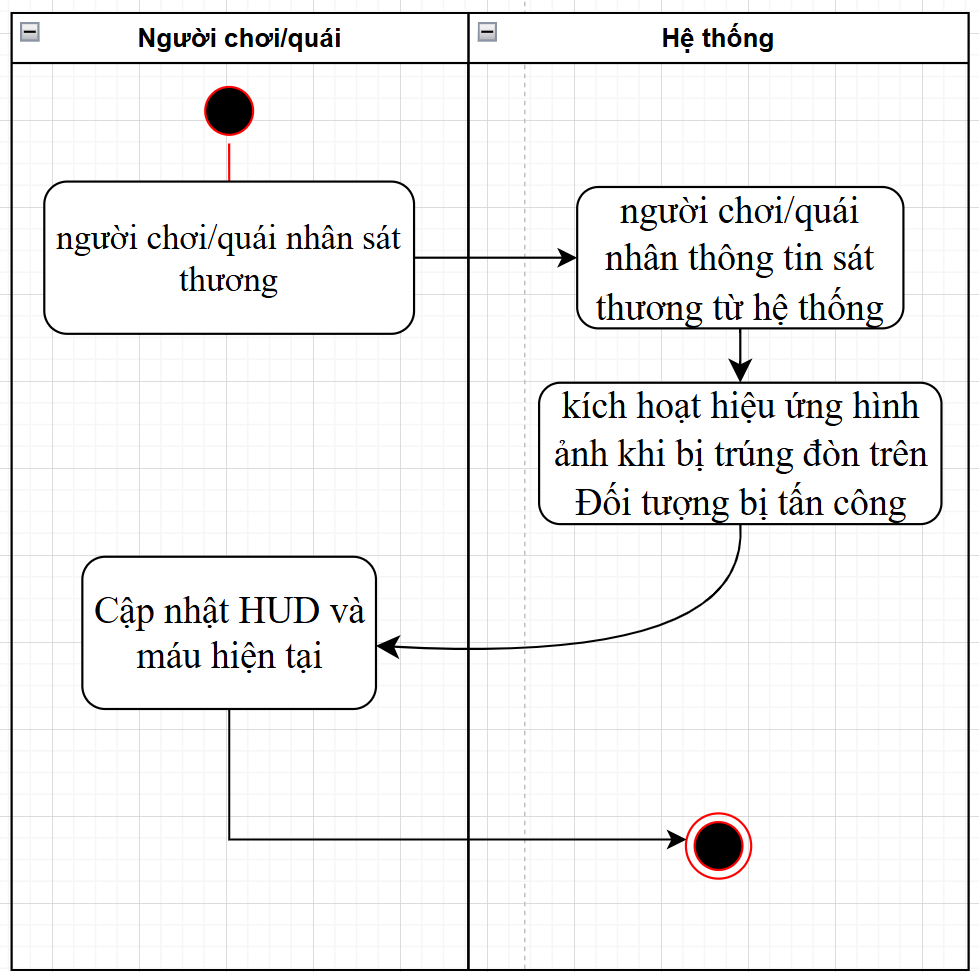 Người chơi/quái
Hệ thống
người chơi/quái nhân sát
thương
người chơi/quái
nhân thông tin sát
thương từ hệ thống
kích hoạt hiệu ứng hình
ảnh khi bị trúng đòn trên
Đối tượng bị tấn công
Cập nhật HUD và
máu hiện tại